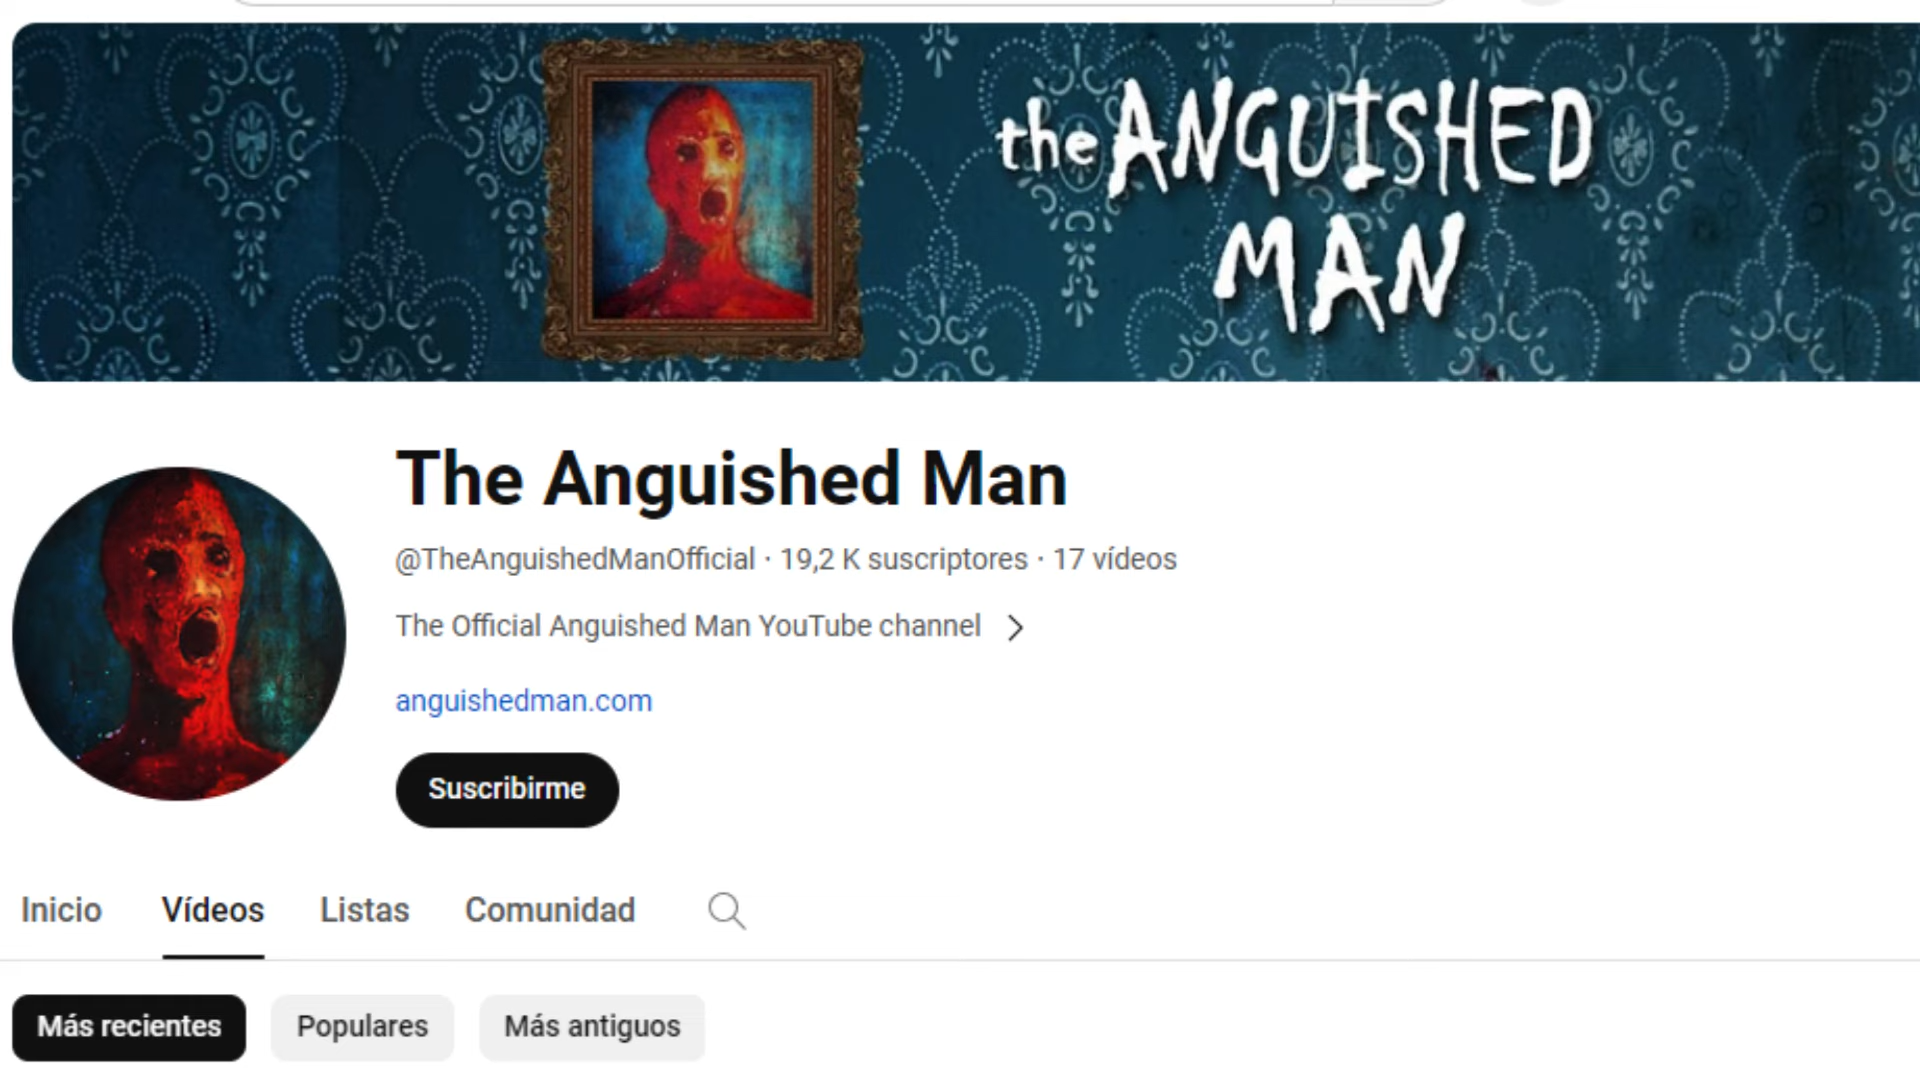 the ANGUISHED
MAN
The Anguished Man
@TheAnguishedManOfficial · 19,2 K suscriptores · 17 vídeos
The Official Anguished Man YouTube channel
anguishedman.com
Suscribirme
Inicio Vídeos Listas Comunidad
Más recientes Populares Más antiguos